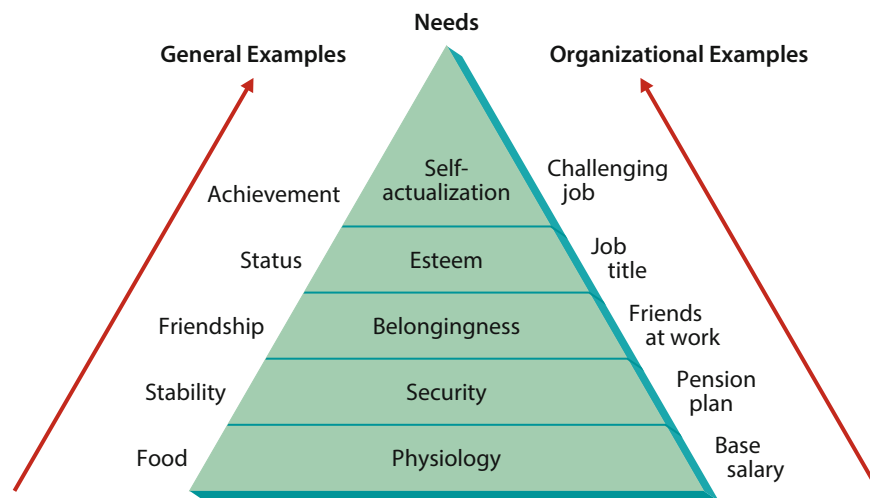 Needs
General Examples
Organizational Examples
Achievement
Self-
actualization
Challenging
job
Status
Esteem
Job
title
Friendship
Belongingness
Friends
at work
Stability
Security
Pension
plan
Food
Physiology
Base
salary